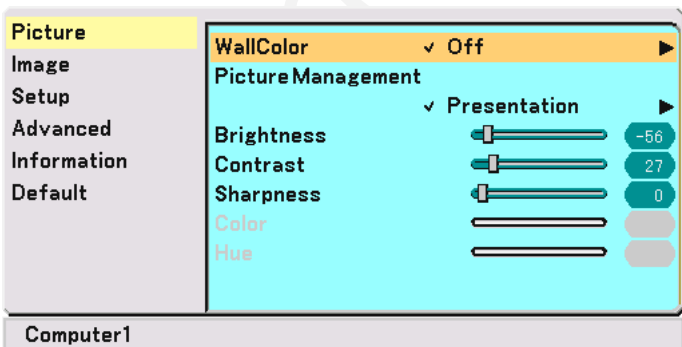 Picture
Image
Setup
Advanced
Information
Default
WallColor ✓ Off
Picture Management
✓ Presentation
Brightness -56
Contrast 27
Sharpness 0
Color
Hue
Computer1